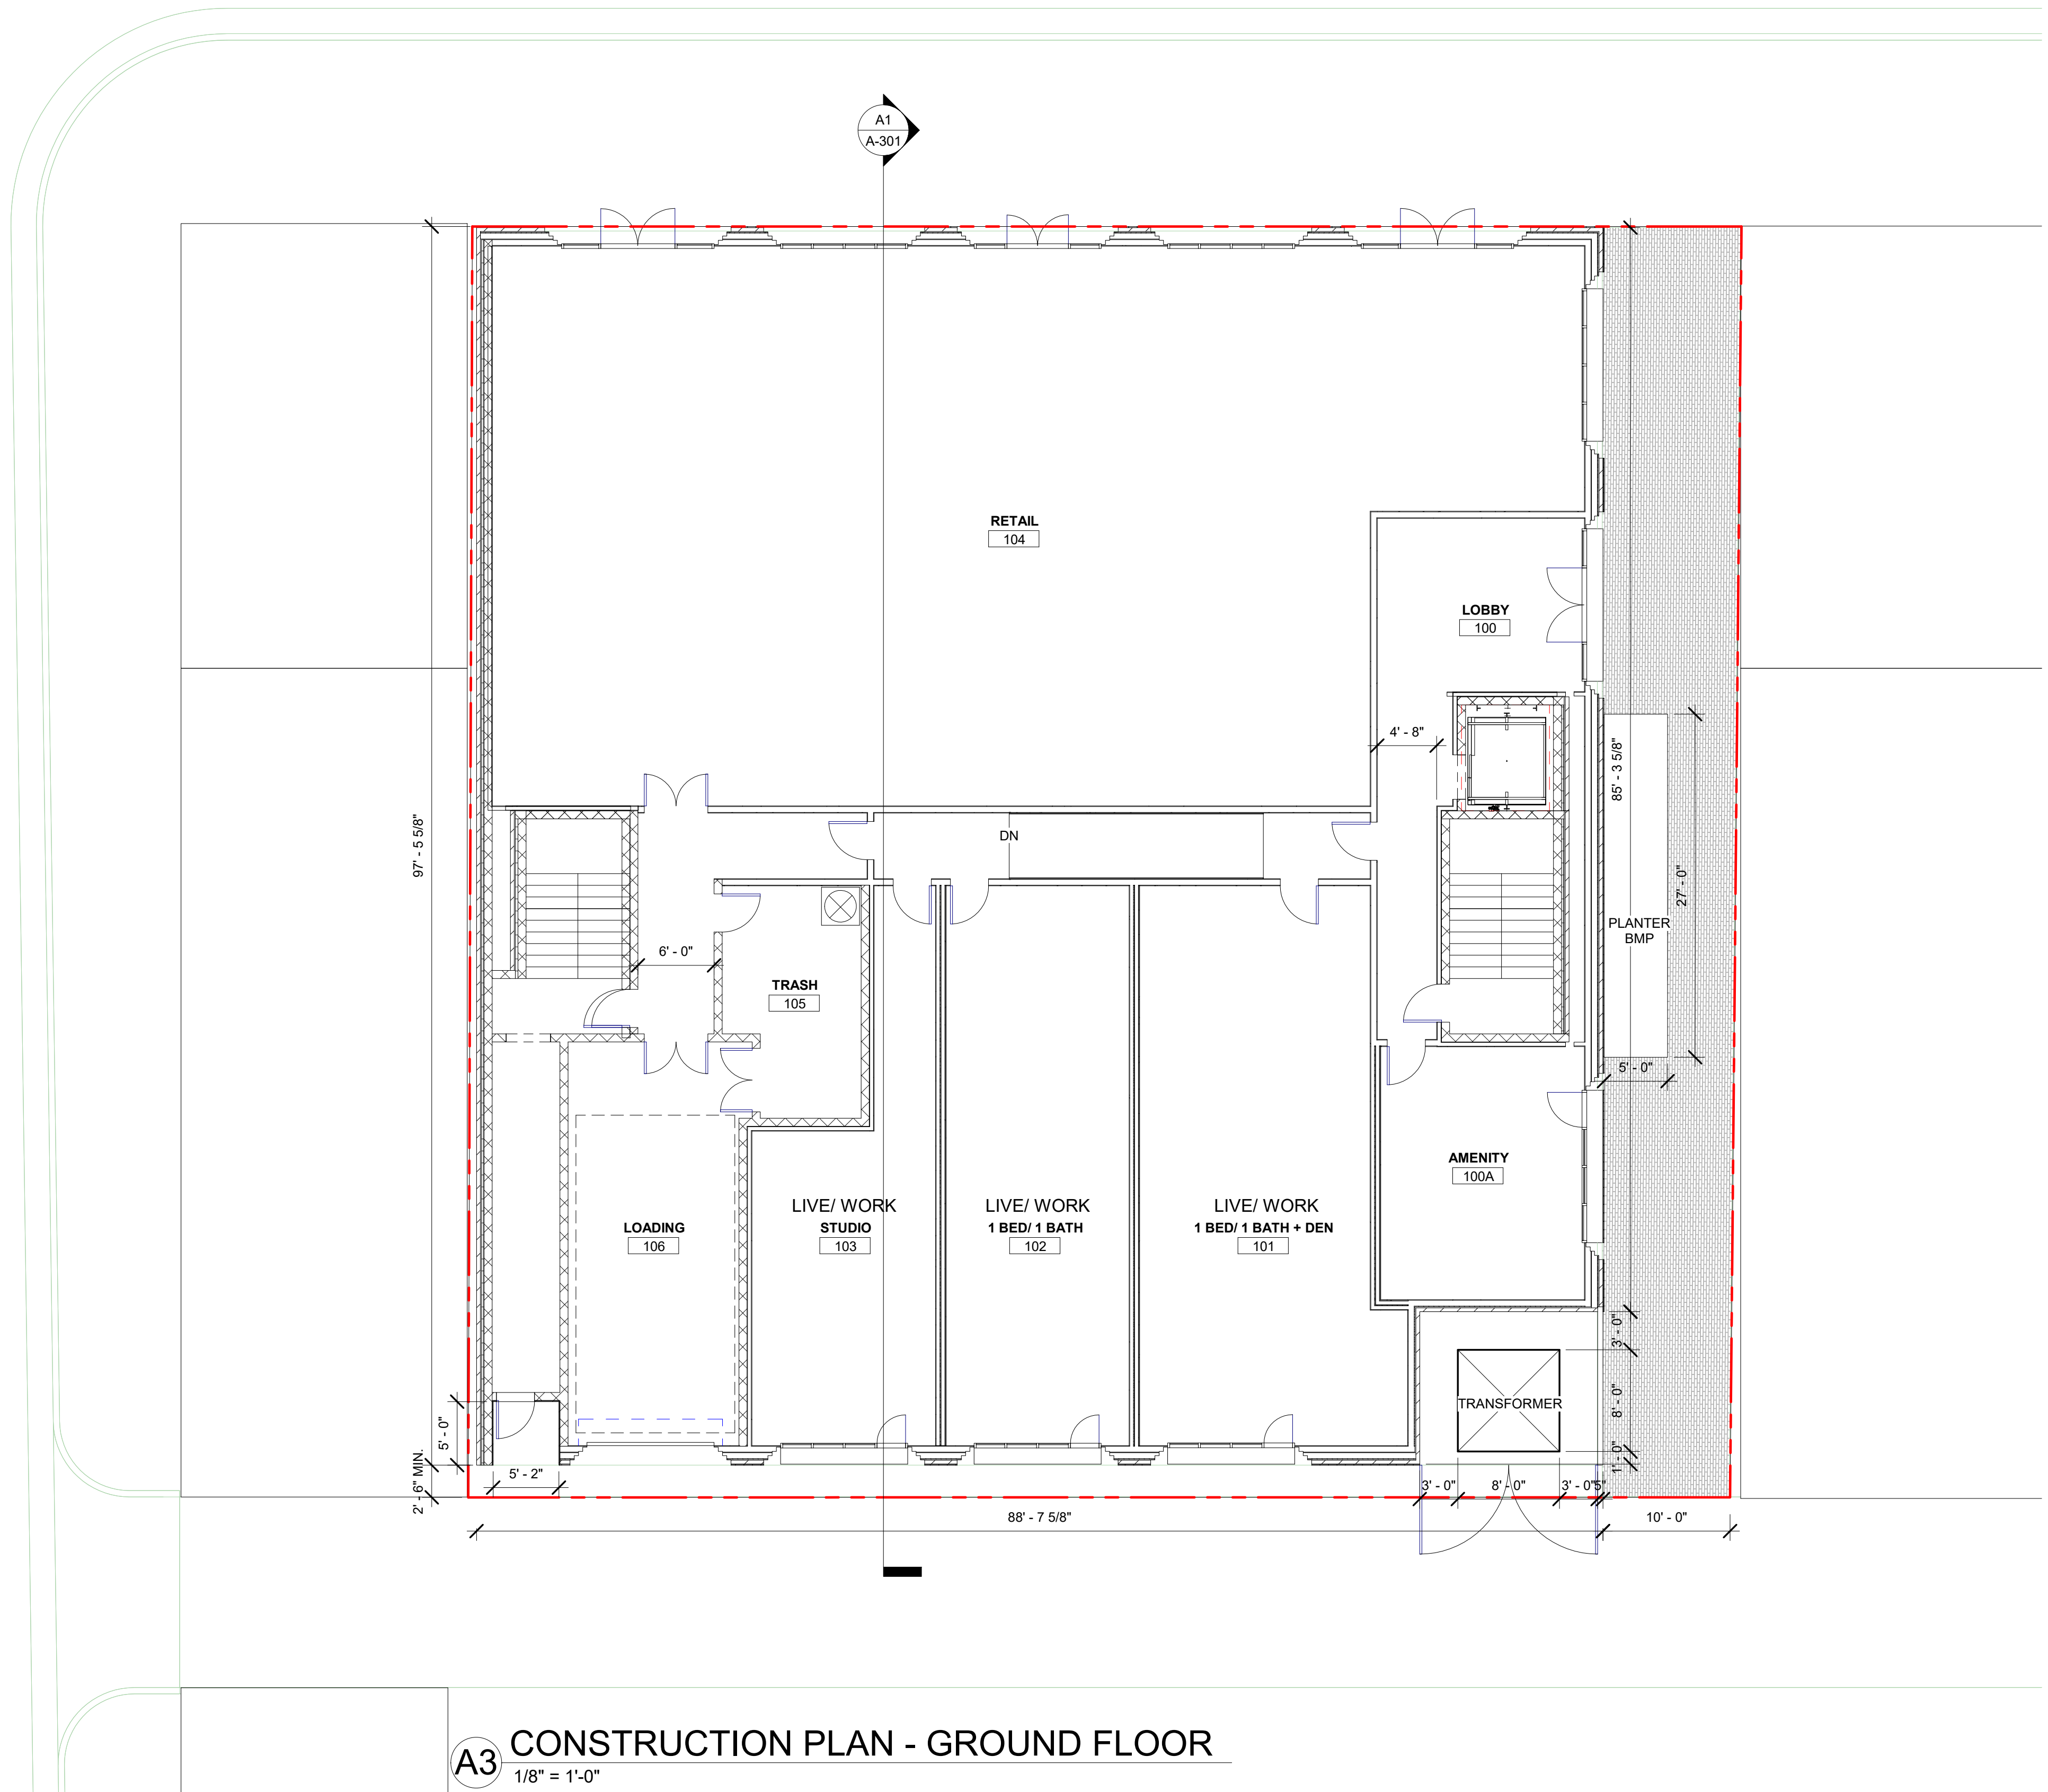 A1
A-301
RETAIL
104
LOBBY
100
4' - 8"
85' - 3 5/8"
97' - 5 5/8"
DN
27' - 0"
PLANTER
BMP
6' - 0"
TRASH
105
5' - 0"
AMENITY
100A
LIVE/ WORK
STUDIO
103
LIVE/ WORK
1 BED/ 1 BATH
102
LIVE/ WORK
1 BED/ 1 BATH + DEN
101
LOADING
106
3' - 0"
TRANSFORMER
8' - 0"
5' - 0"
1' - 0"
2' - 6" MIN.
5' - 2"
3' - 0"
8' - 0"
3' - 0"
5"
88' - 7 5/8"
10' - 0"
A3
CONSTRUCTION PLAN - GROUND FLOOR
1/8" = 1'-0"